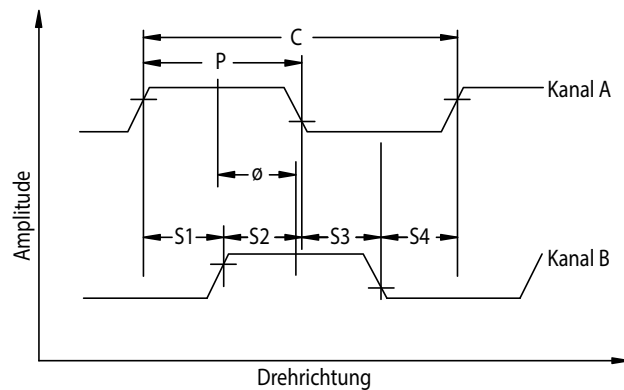 C
P
Kanal A
ø
S1 S2 S3 S4
Kanal B
Amplitude
Drehrichtung